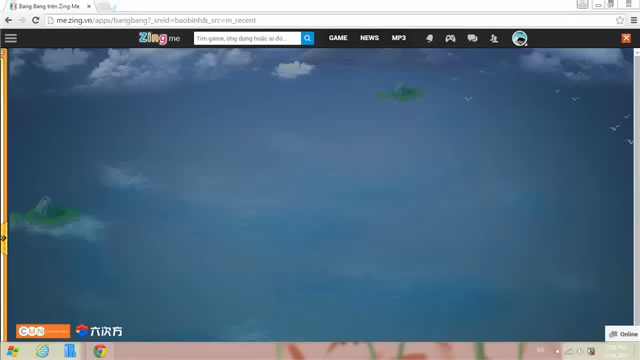 Bang Bang trên Zing Me
me.zing.vn/apps/bangbang?_srvid=baobinh&_src=m_recent
Zing me
Tìm game, ứng dụng hoặc ai đó...
GAME
NEWS
MP3
CMN
六次方
Online
EN